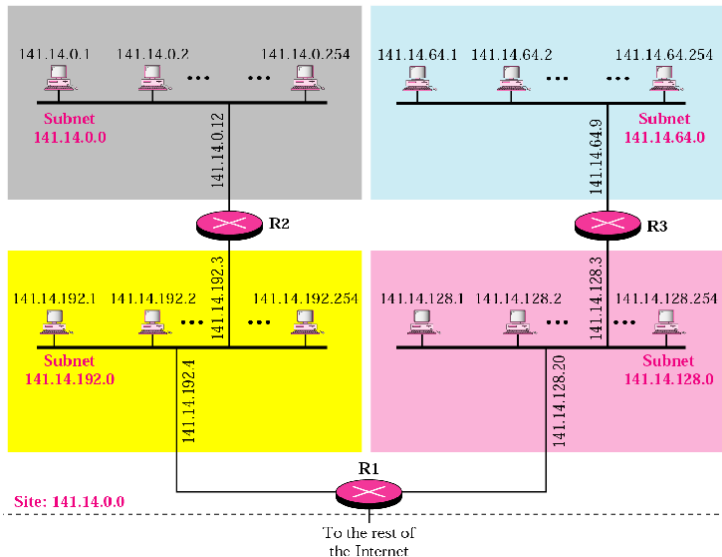 141.14.0.1
141.14.0.2
141.14.0.254
Subnet
141.14.0.0
141.14.0.12
141.14.64.1
141.14.64.2
141.14.64.254
Subnet
141.14.64.0
141.14.64.9
R2
R3
141.14.192.1
141.14.192.2
141.14.192.3
141.14.192.254
Subnet
141.14.192.0
141.14.192.4
141.14.128.1
141.14.128.2
141.14.128.3
141.14.128.254
Subnet
141.14.128.0
141.14.128.20
R1
Site: 141.14.0.0
To the rest of
the Internet